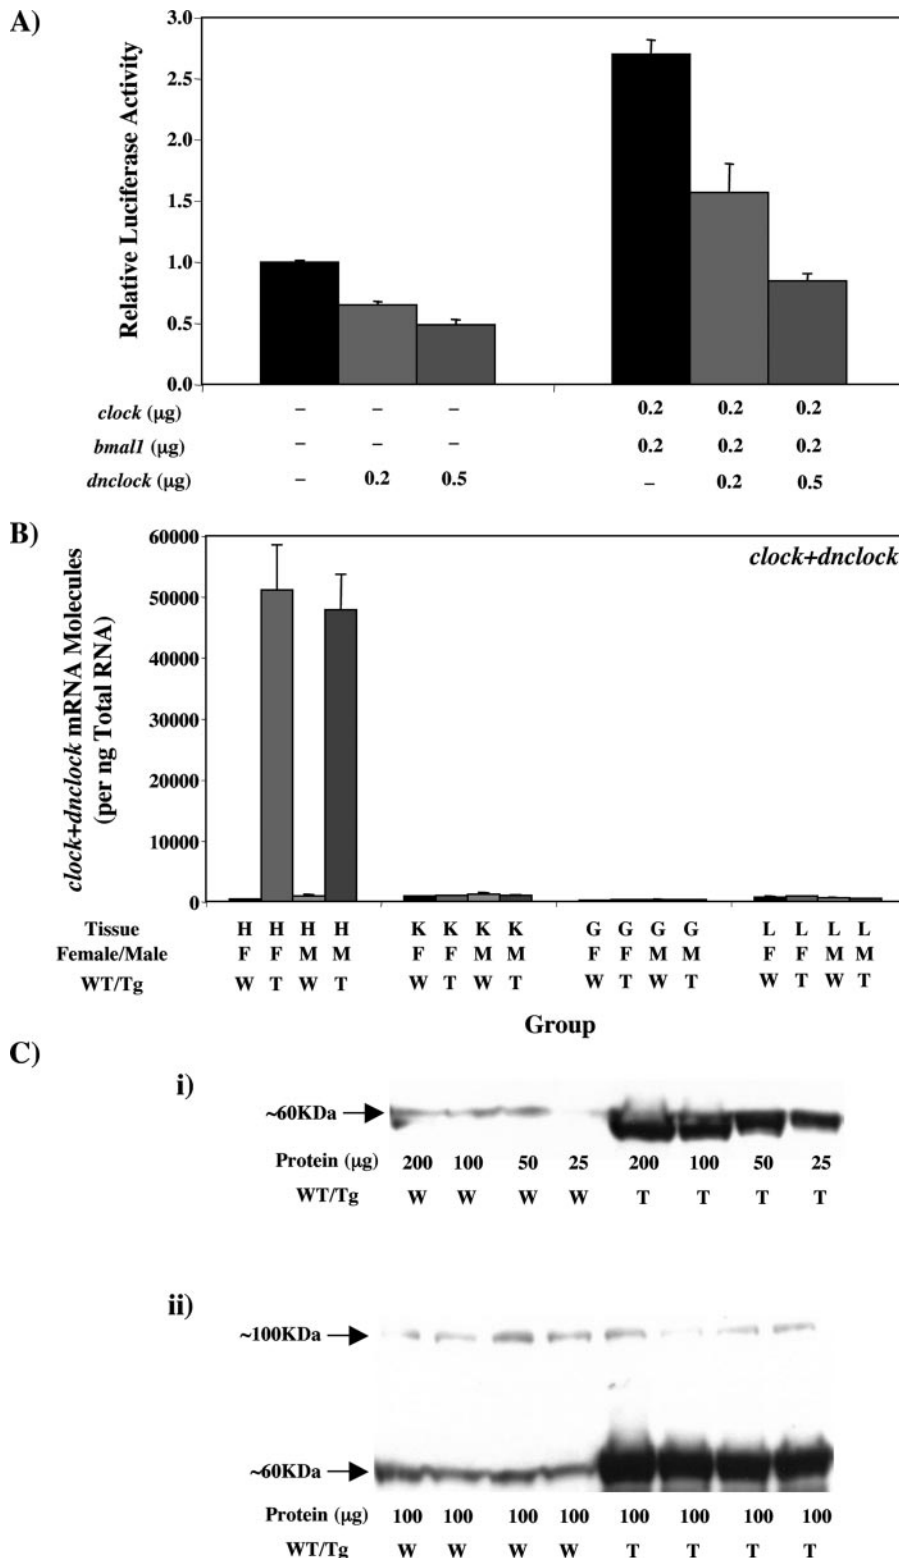 A)
Relative Luciferase Activity
3.0
2.5
2.0
1.5
1.0
0.5
0.0
clock (µg) – – – 0.2 0.2 0.2
bmal1 (µg) – – – 0.2 0.2 0.2
dnclock (µg) – 0.2 0.5 – 0.2 0.5
B)
clock+dnclock mRNA Molecules
(per ng Total RNA)
clock+dnclock
60000
50000
40000
30000
20000
10000
0
Tissue H H H H K K K K G G G G L L L L
Female/Male F F M M F F M M F F M M F F M M
WT/Tg W T W T W T W T W T W T W T W T
Group
C)
i)
~60KDa
Protein (µg) 200 100 50 25 200 100 50 25
WT/Tg W W W W T T T T
ii)
~100KDa
~60KDa
Protein (µg) 100 100 100 100 100 100 100 100
WT/Tg W W W W T T T T